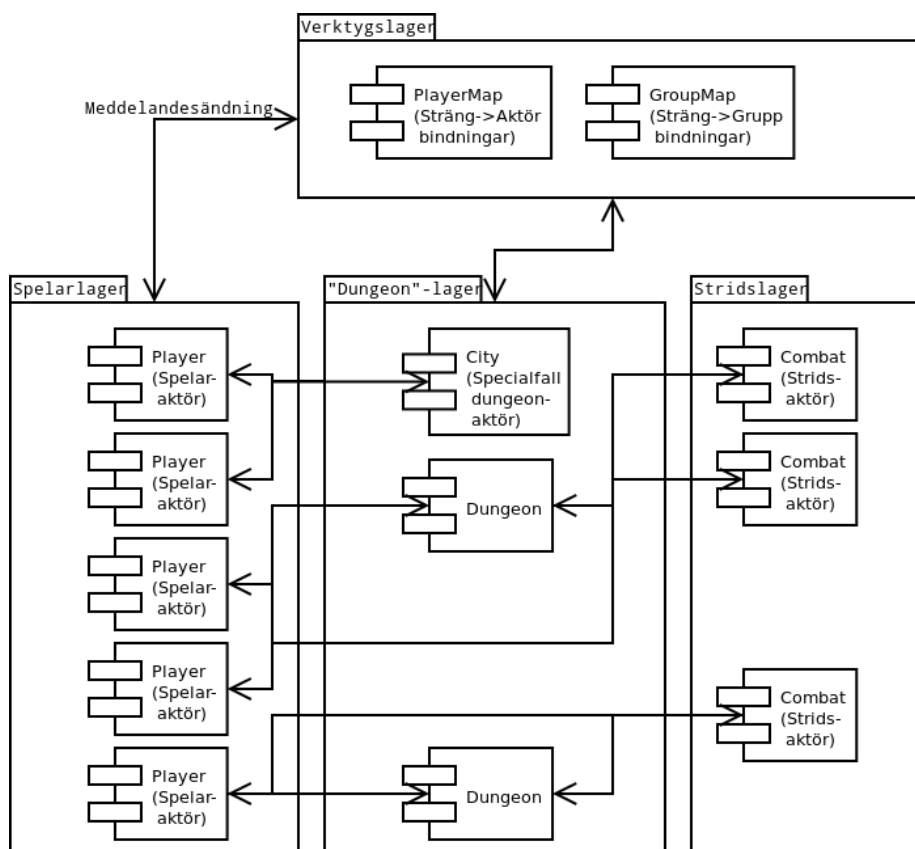 Verktygslager
PlayerMap
(Sträng->Aktör
bindningar)
GroupMap
(Sträng->Grupp
bindningar)
Meddelandesändning
Spelarlager
Player
(Spelar-
aktör)
Player
(Spelar-
aktör)
Player
(Spelar-
aktör)
Player
(Spelar-
aktör)
Player
(Spelar-
aktör)
"Dungeon"-lager
City
(Specialfall
dungeon-
aktör)
Dungeon
Dungeon
Stridslager
Combat
(Strids-
aktör)
Combat
(Strids-
aktör)
Combat
(Strids-
aktör)